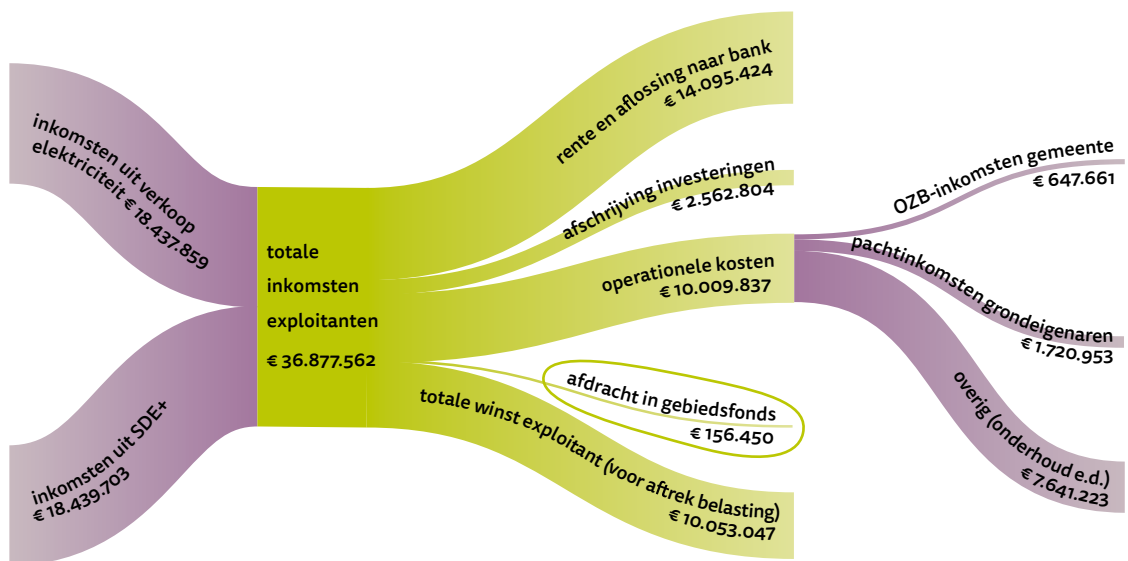 inkomsten uit verkoop
elektriciteit € 18.437.859
inkomsten uit SDE+
€ 18.439.703
totale
inkomsten
exploitanten
€ 36.877.562
rente en aflossing naar bank
€ 14.095.424
afschrijving investeringen
€ 2.562.804
operationele kosten
€ 10.009.837
afdracht in gebiedsfonds
€ 156.450
totale winst exploitant (voor aftrek belasting)
€ 10.053.047
OZB-inkomsten gemeente
€ 647.661
pachtinkomsten grondeigenaren
€ 1.720.953
overig (onderhoud e.d.)
€ 7.641.223